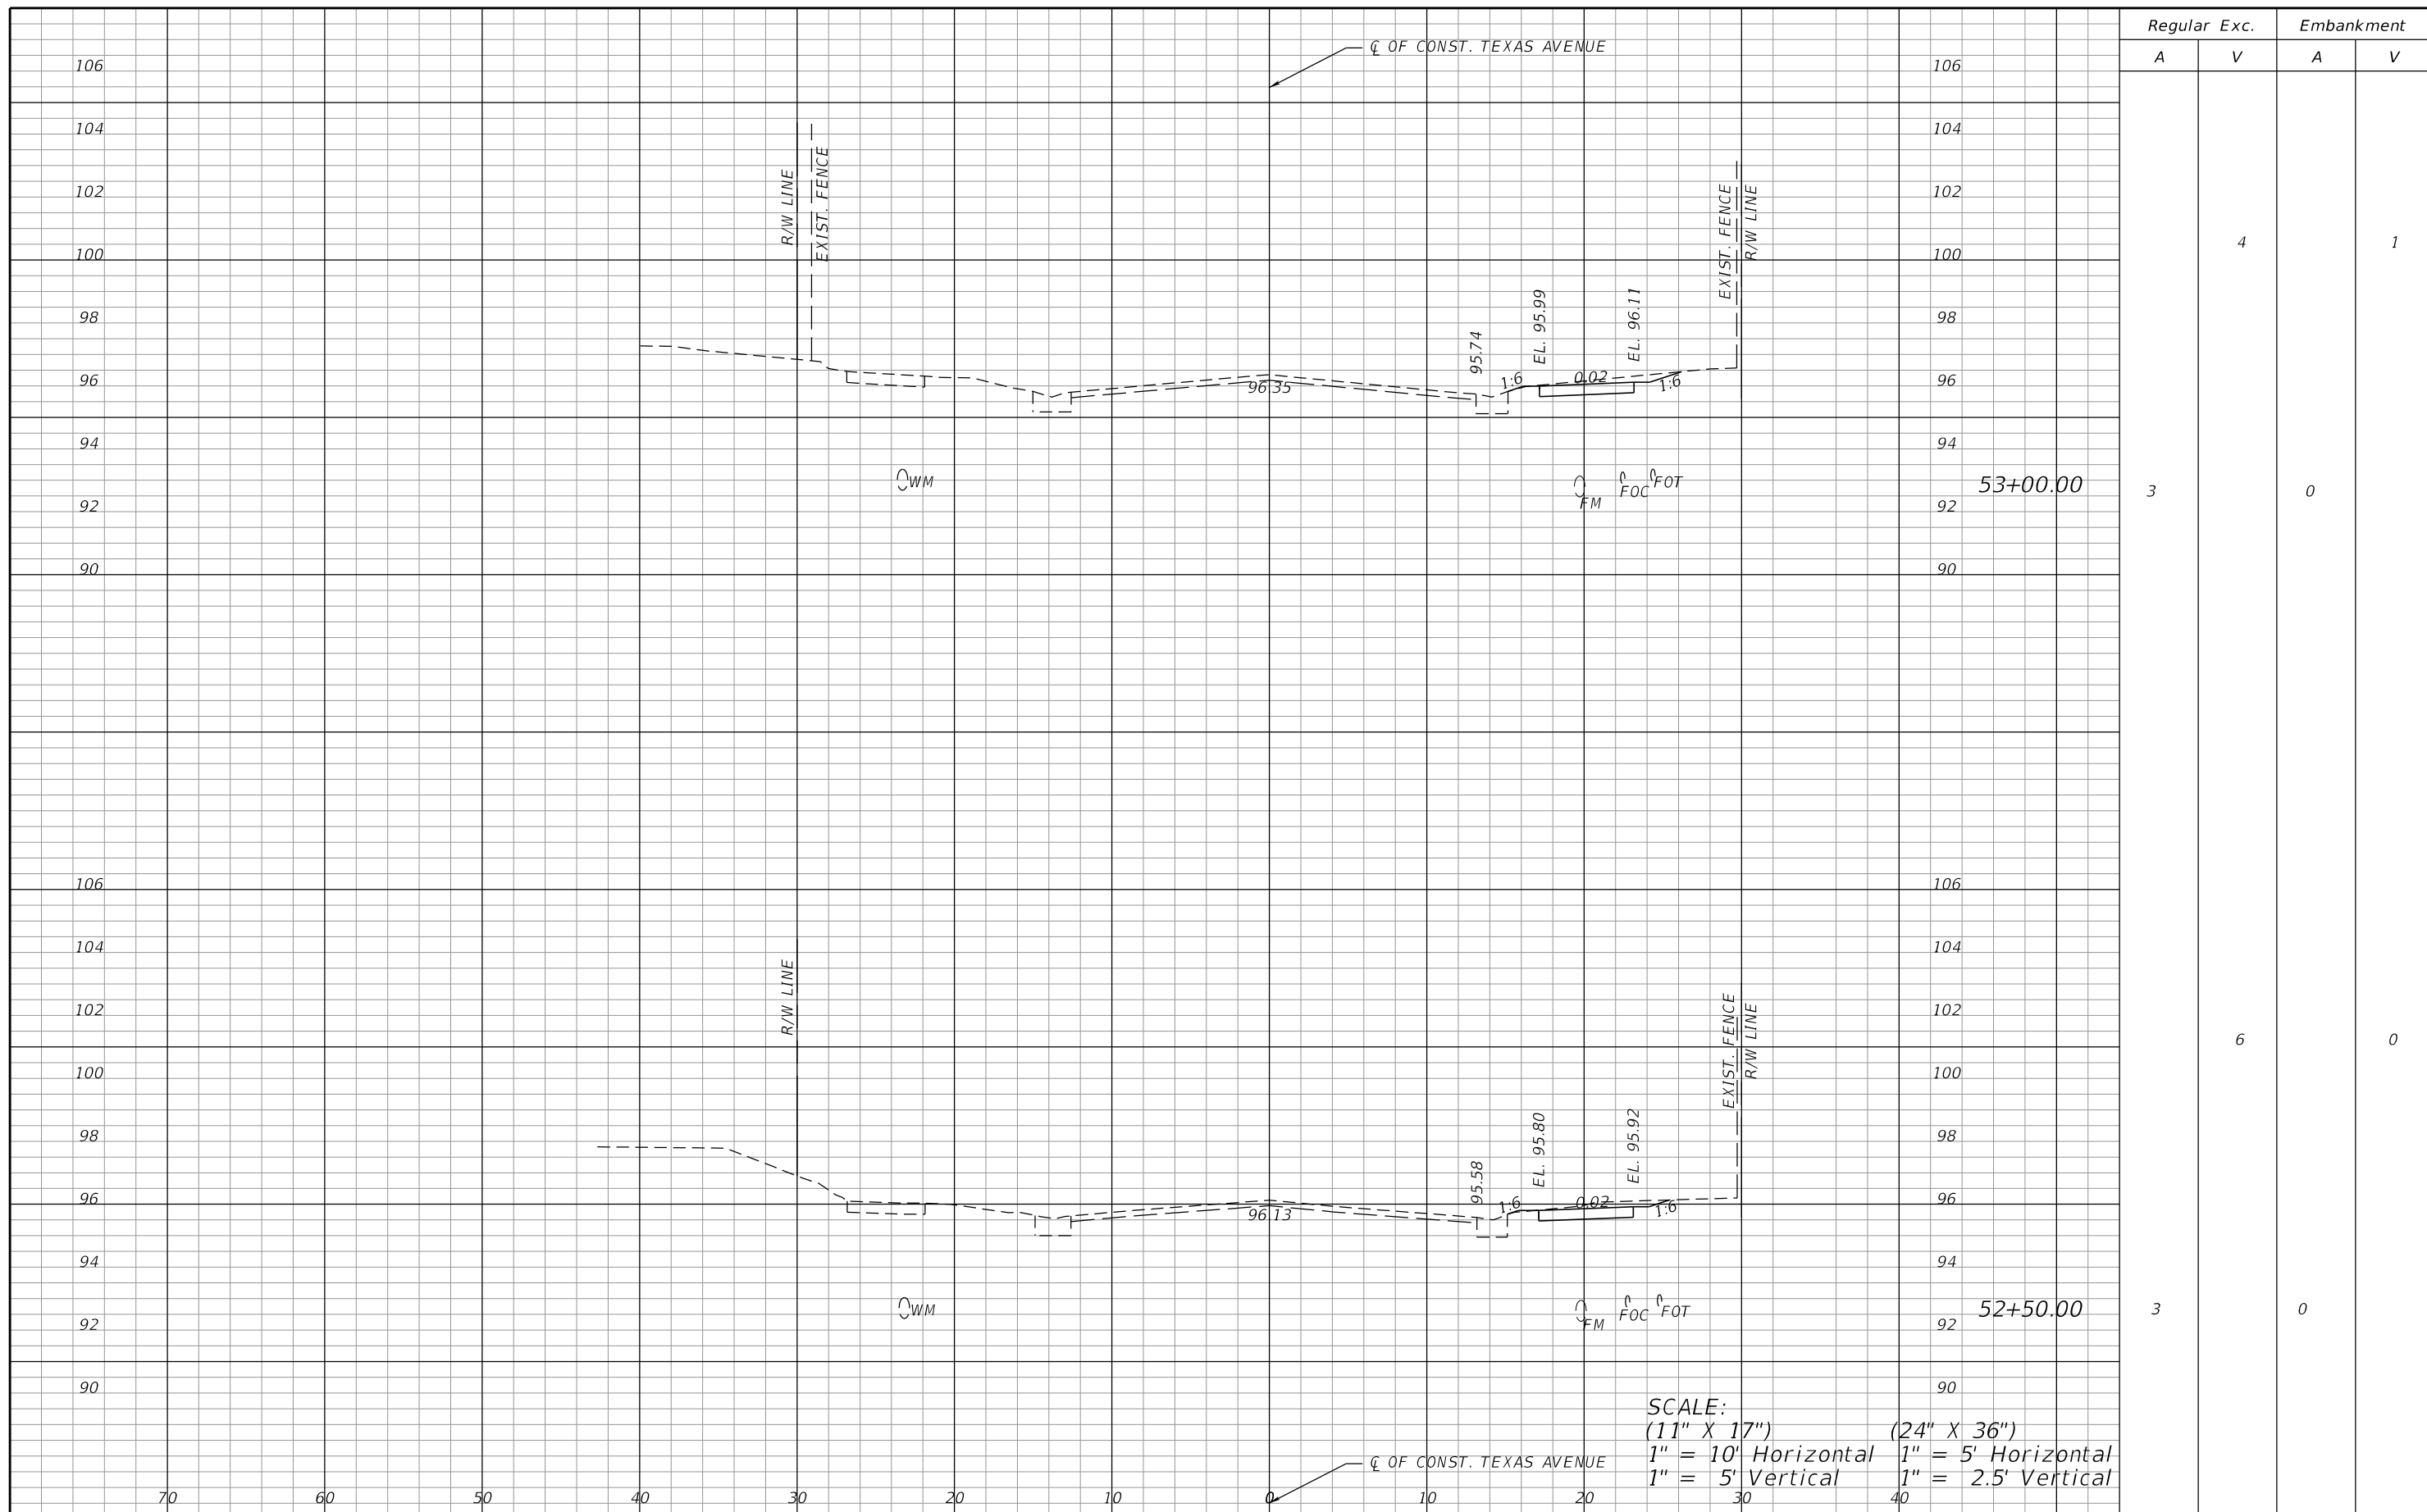 Regular Exc. Embankment
A V A V
℄ OF CONST. TEXAS AVENUE
106 106
104 104
102 102
100 100
98 98
96 96
94 94
92 92
90 90
R/W LINE
EXIST. FENCE
EXIST. FENCE
R/W LINE
4 1
95.74
EL. 95.99
EL. 96.11
96.35
1:6
0.02
1:6
WM
FM
FOC
FOT
53+00.00
3 0
106 106
104 104
102 102
100 100
98 98
96 96
94 94
92 92
90 90
R/W LINE
EXIST. FENCE
R/W LINE
6 0
95.58
EL. 95.80
EL. 95.92
96.13
1:6
0.02
1:6
WM
FM
FOC
FOT
52+50.00
3 0
SCALE:
(11" X 17") (24" X 36")
1" = 10' Horizontal 1" = 5' Horizontal
1" = 5' Vertical 1" = 2.5' Vertical
℄ OF CONST. TEXAS AVENUE
70 60 50 40 30 20 10 0 10 20 30 40